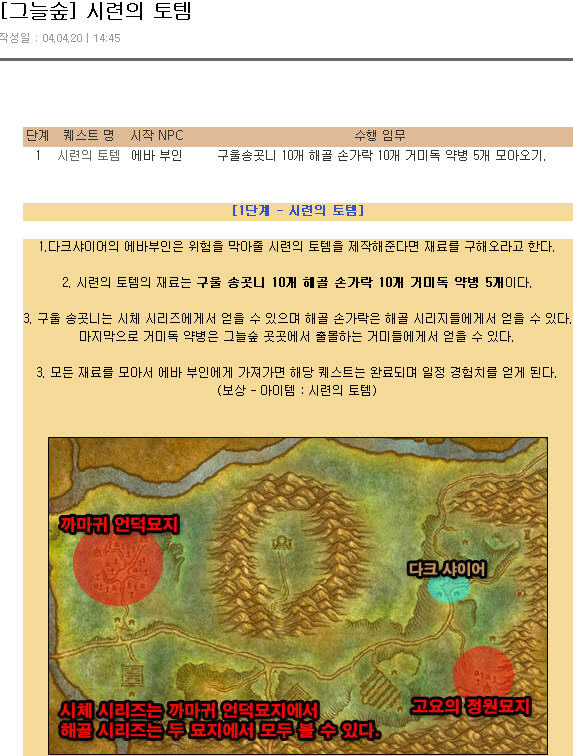 [그늘숲] 시련의 토템
작성일 : 04.04.20 | 14:45
단계 퀘스트 명 시작 NPC 수행 임무
1 시련의 토템 에바 부인 구울송곳니 10개 해골 손가락 10개 거미독 약병 5개 모아오기.
[1단계 - 시련의 토템]
1.다크샤이어의 에바부인은 위험을 막아줄 시련의 토템을 제작해준다면 재료를 구해오라고 한다.
2. 시련의 토템의 재료는 구울 송곳니 10개 해골 손가락 10개 거미독 약병 5개이다.
3. 구울 송곳니는 시체 시리즈에게서 얻을 수 있으며 해골 손가락은 해골 시리지들에게서 얻을 수 있다.
마지막으로 거미독 약병은 그늘숲 곳곳에서 출몰하는 거미들에게서 얻을 수 있다.
3. 모든 재료를 모아서 에바 부인에게 가져가면 해당 퀘스트는 완료되며 일정 경험치를 얻게 된다.
(보상 - 아이템 : 시련의 토템)
까마귀 언덕묘지
다크 샤이어
고요의 정원묘지
시체 시리즈는 까마귀 언덕묘지에서
해골 시리즈는 두 묘지에서 모두 볼 수 있다.